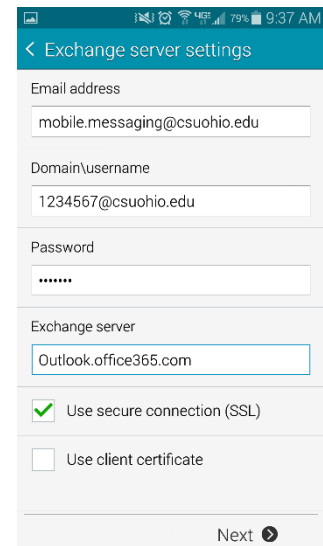 79% 9:37 AM
Exchange server settings
Email address
mobile.messaging@csuohio.edu
Domain\username
1234567@csuohio.edu
Password
•••••••
Exchange server
Outlook.office365.com
Use secure connection (SSL)
Use client certificate
Next